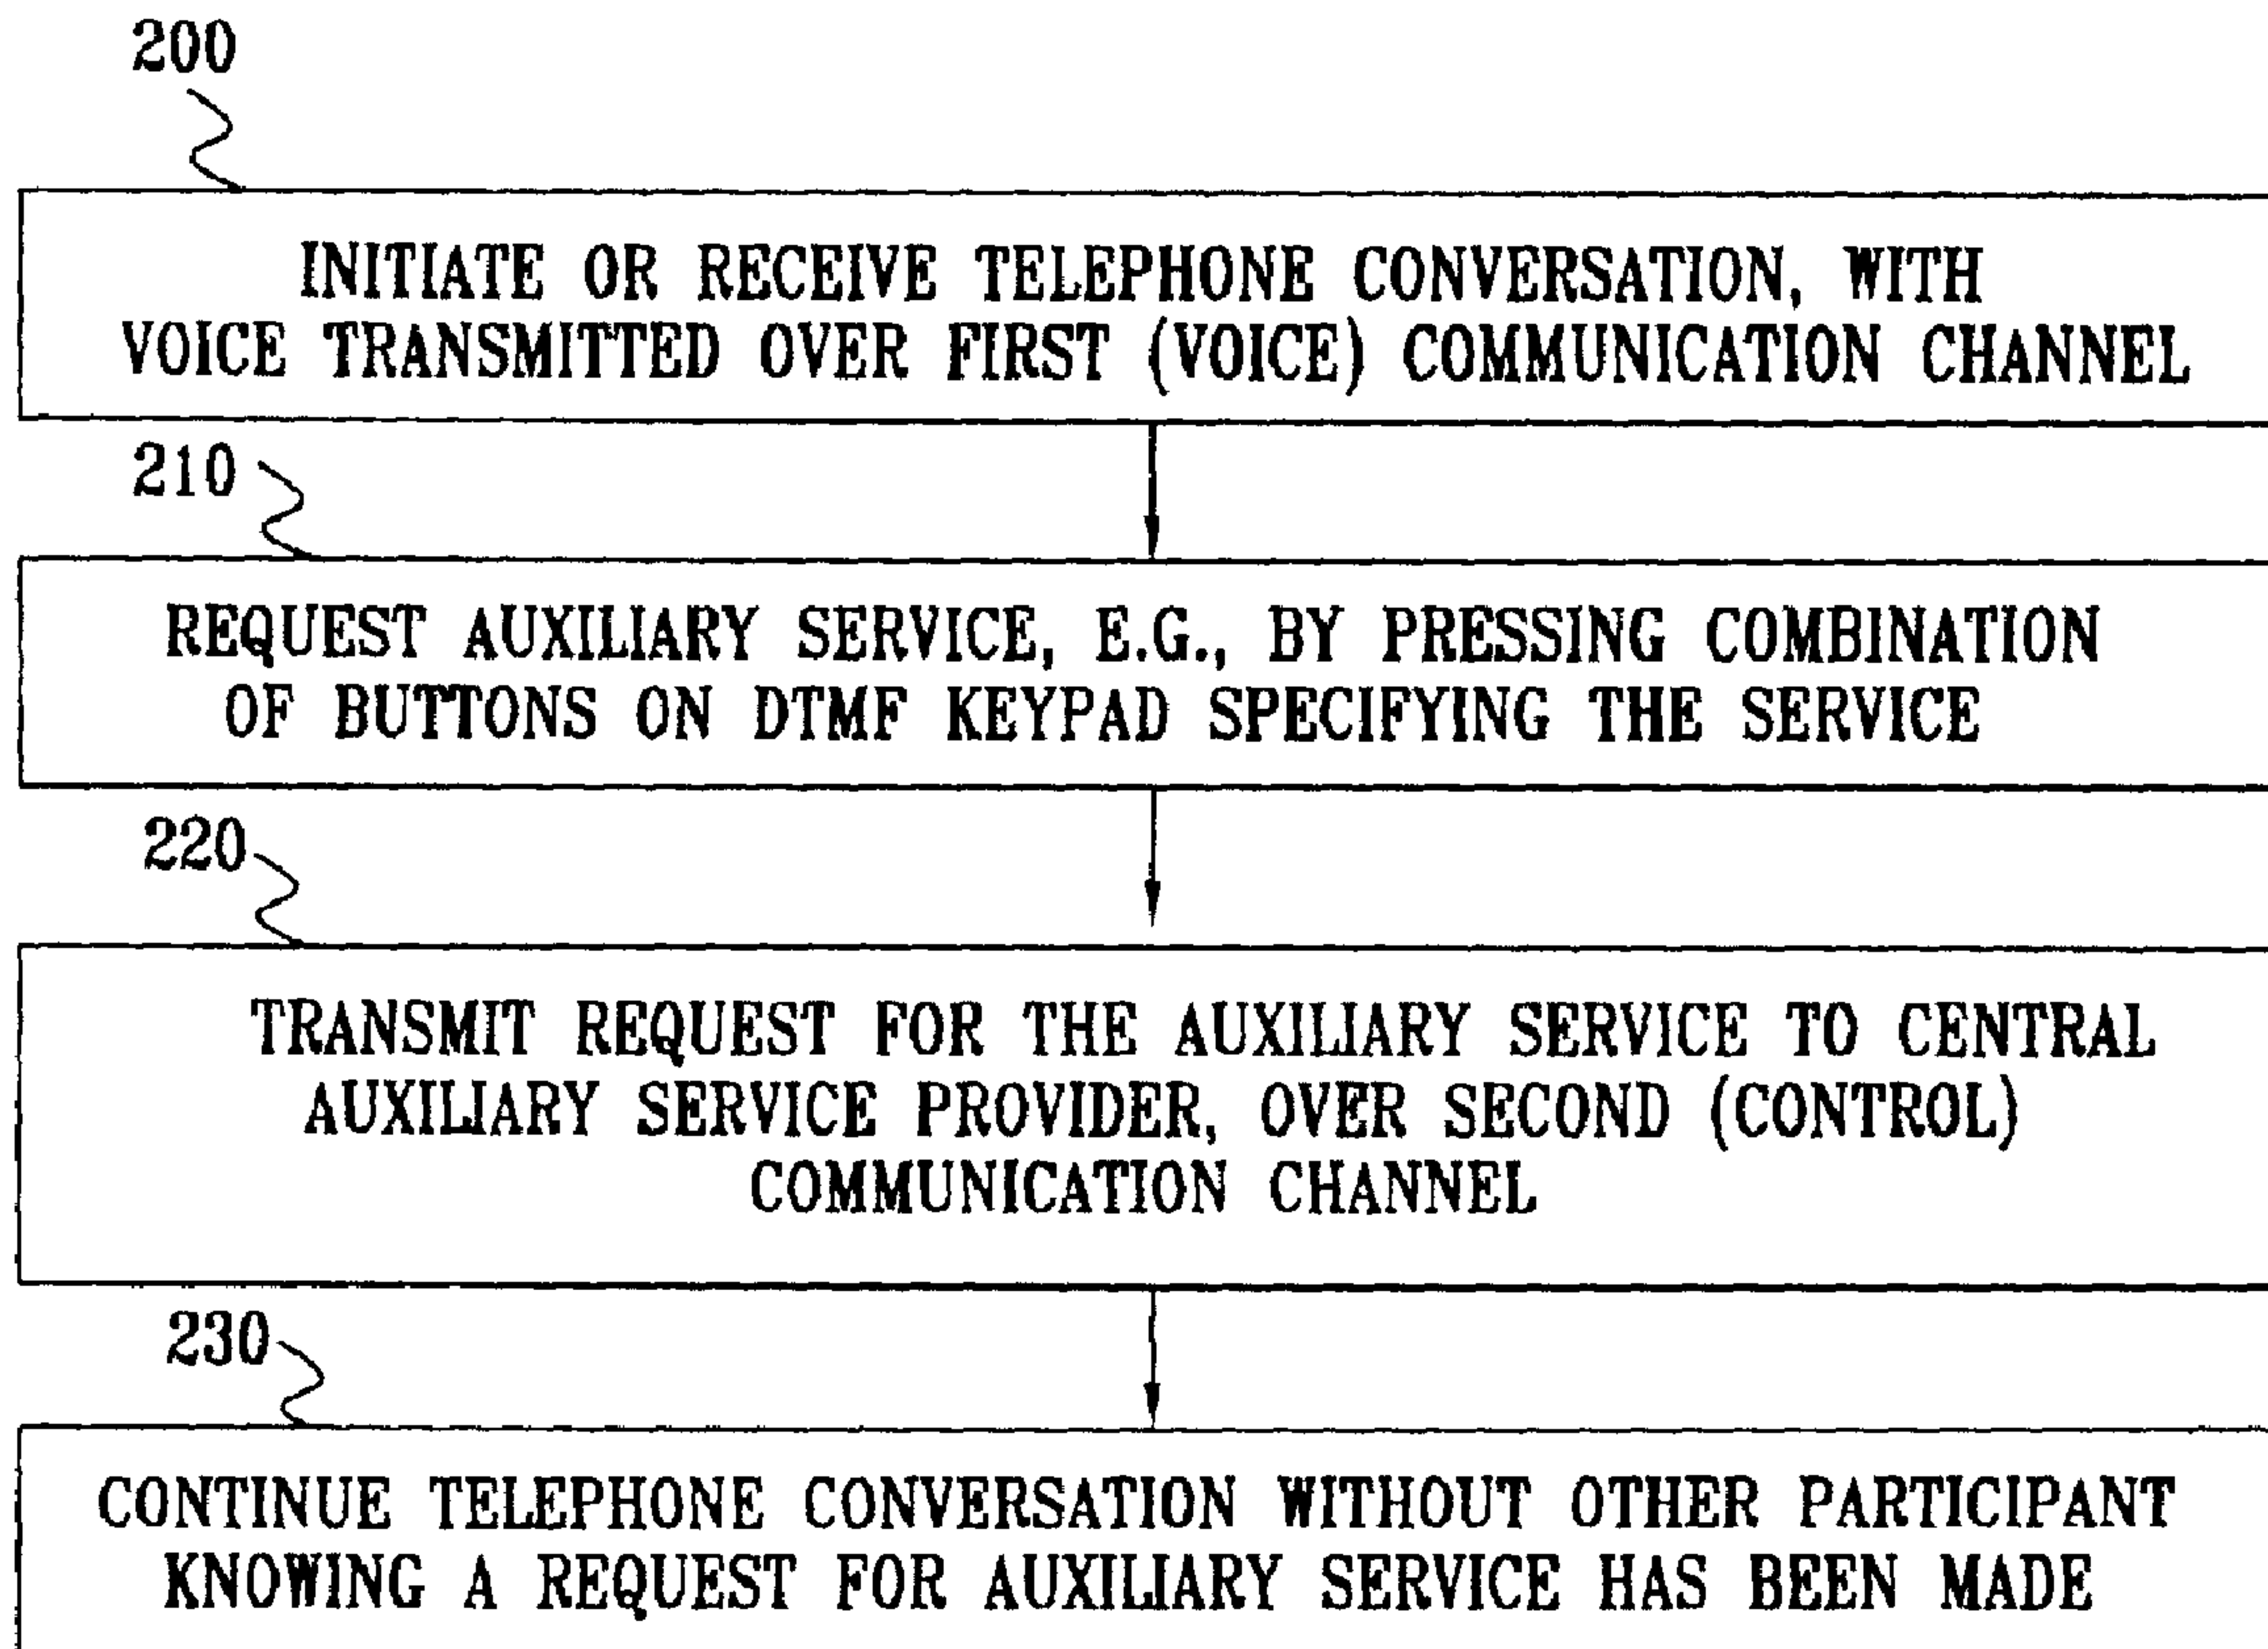 200
INITIATE OR RECEIVE TELEPHONE CONVERSATION, WITH
VOICE TRANSMITTED OVER FIRST (VOICE) COMMUNICATION CHANNEL
210
REQUEST AUXILIARY SERVICE, E.G., BY PRESSING COMBINATION
OF BUTTONS ON DTMF KEYPAD SPECIFYING THE SERVICE
220
TRANSMIT REQUEST FOR THE AUXILIARY SERVICE TO CENTRAL
AUXILIARY SERVICE PROVIDER, OVER SECOND (CONTROL)
COMMUNICATION CHANNEL
230
CONTINUE TELEPHONE CONVERSATION WITHOUT OTHER PARTICIPANT
KNOWING A REQUEST FOR AUXILIARY SERVICE HAS BEEN MADE